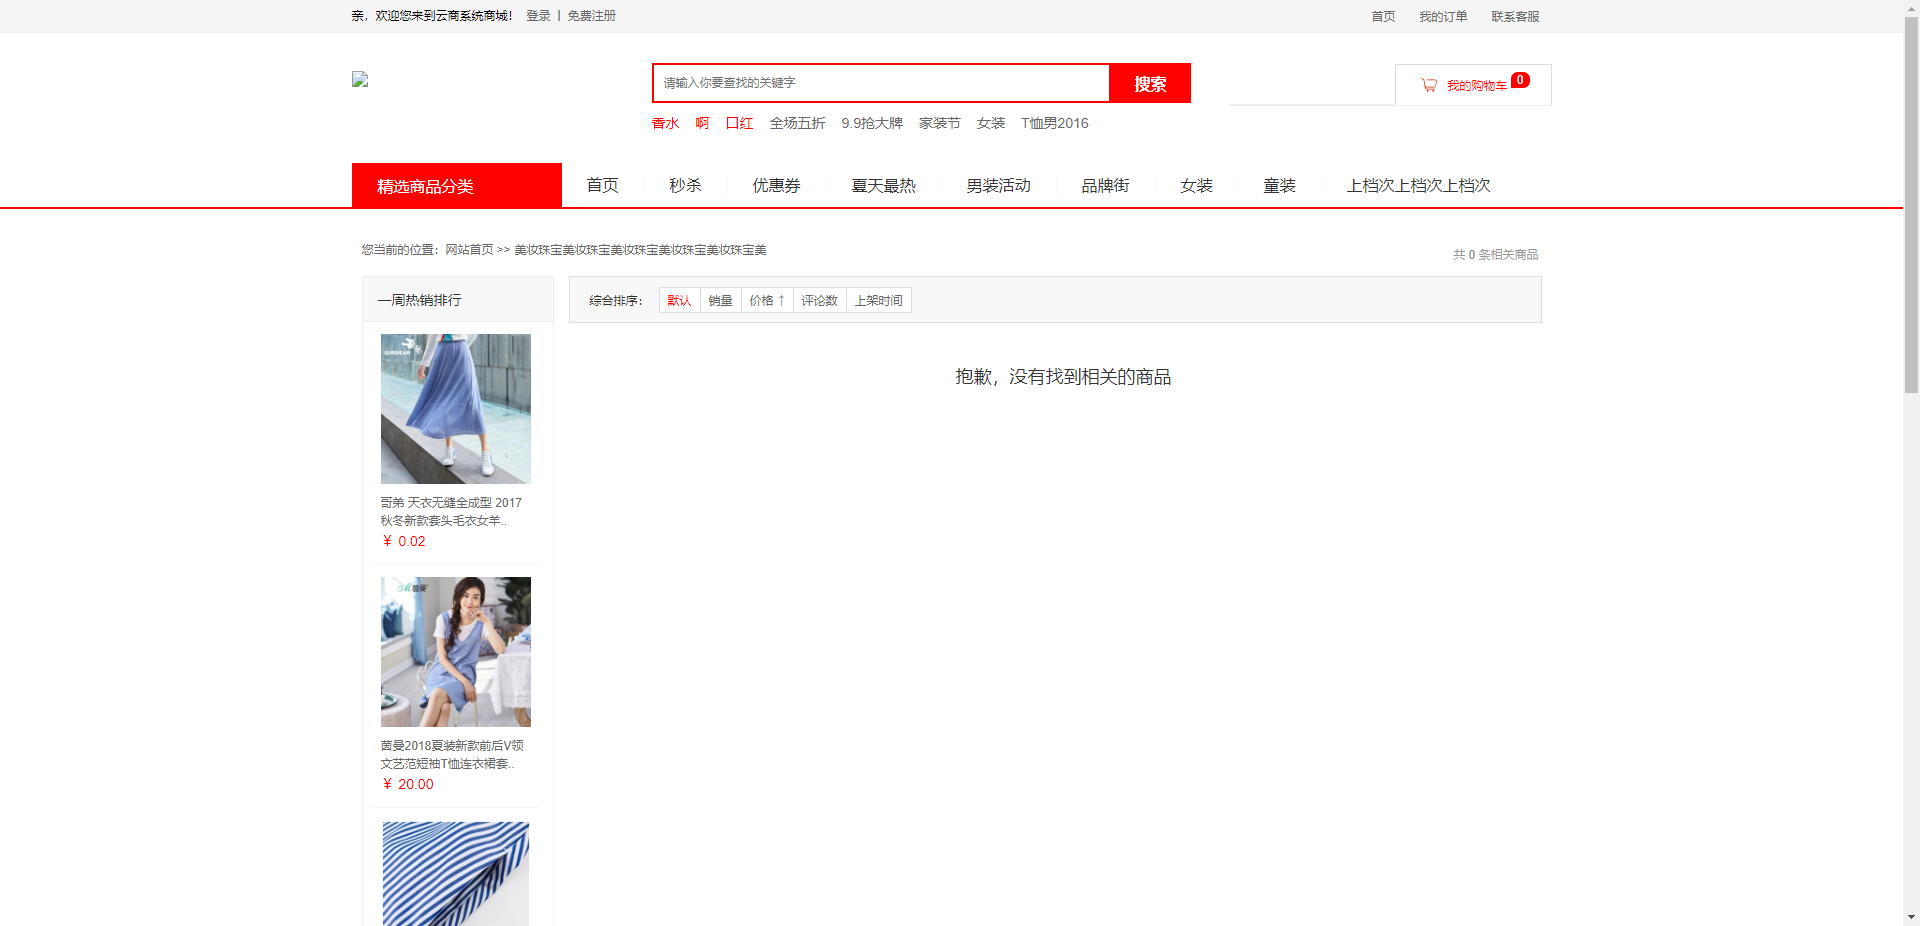 亲，欢迎您来到云商系统商城！ 登录 | 免费注册
首页 我的订单 联系客服
请输入你要查找的关键字 搜索
我的购物车 0
香水 啊 口红 全场五折 9.9抢大牌 家装节 女装 T恤男2016
精选商品分类 首页 秒杀 优惠券 夏天最热 男装活动 品牌街 女装 童装 上档次上档次上档次
您当前的位置：网站首页 >> 美妆珠宝美妆珠宝美妆珠宝美妆珠宝美妆珠宝美
共 0 条相关商品
一周热销排行
综合排序： 默认 销量 价格 ↑ 评论数 上架时间
抱歉，没有找到相关的商品
GIRDEAR
哥弟 天衣无缝全成型 2017
秋冬新款套头毛衣女羊..
¥ 0.02
茵曼
茵曼2018夏装新款前后V领
文艺范短袖T恤连衣裙套..
¥ 20.00